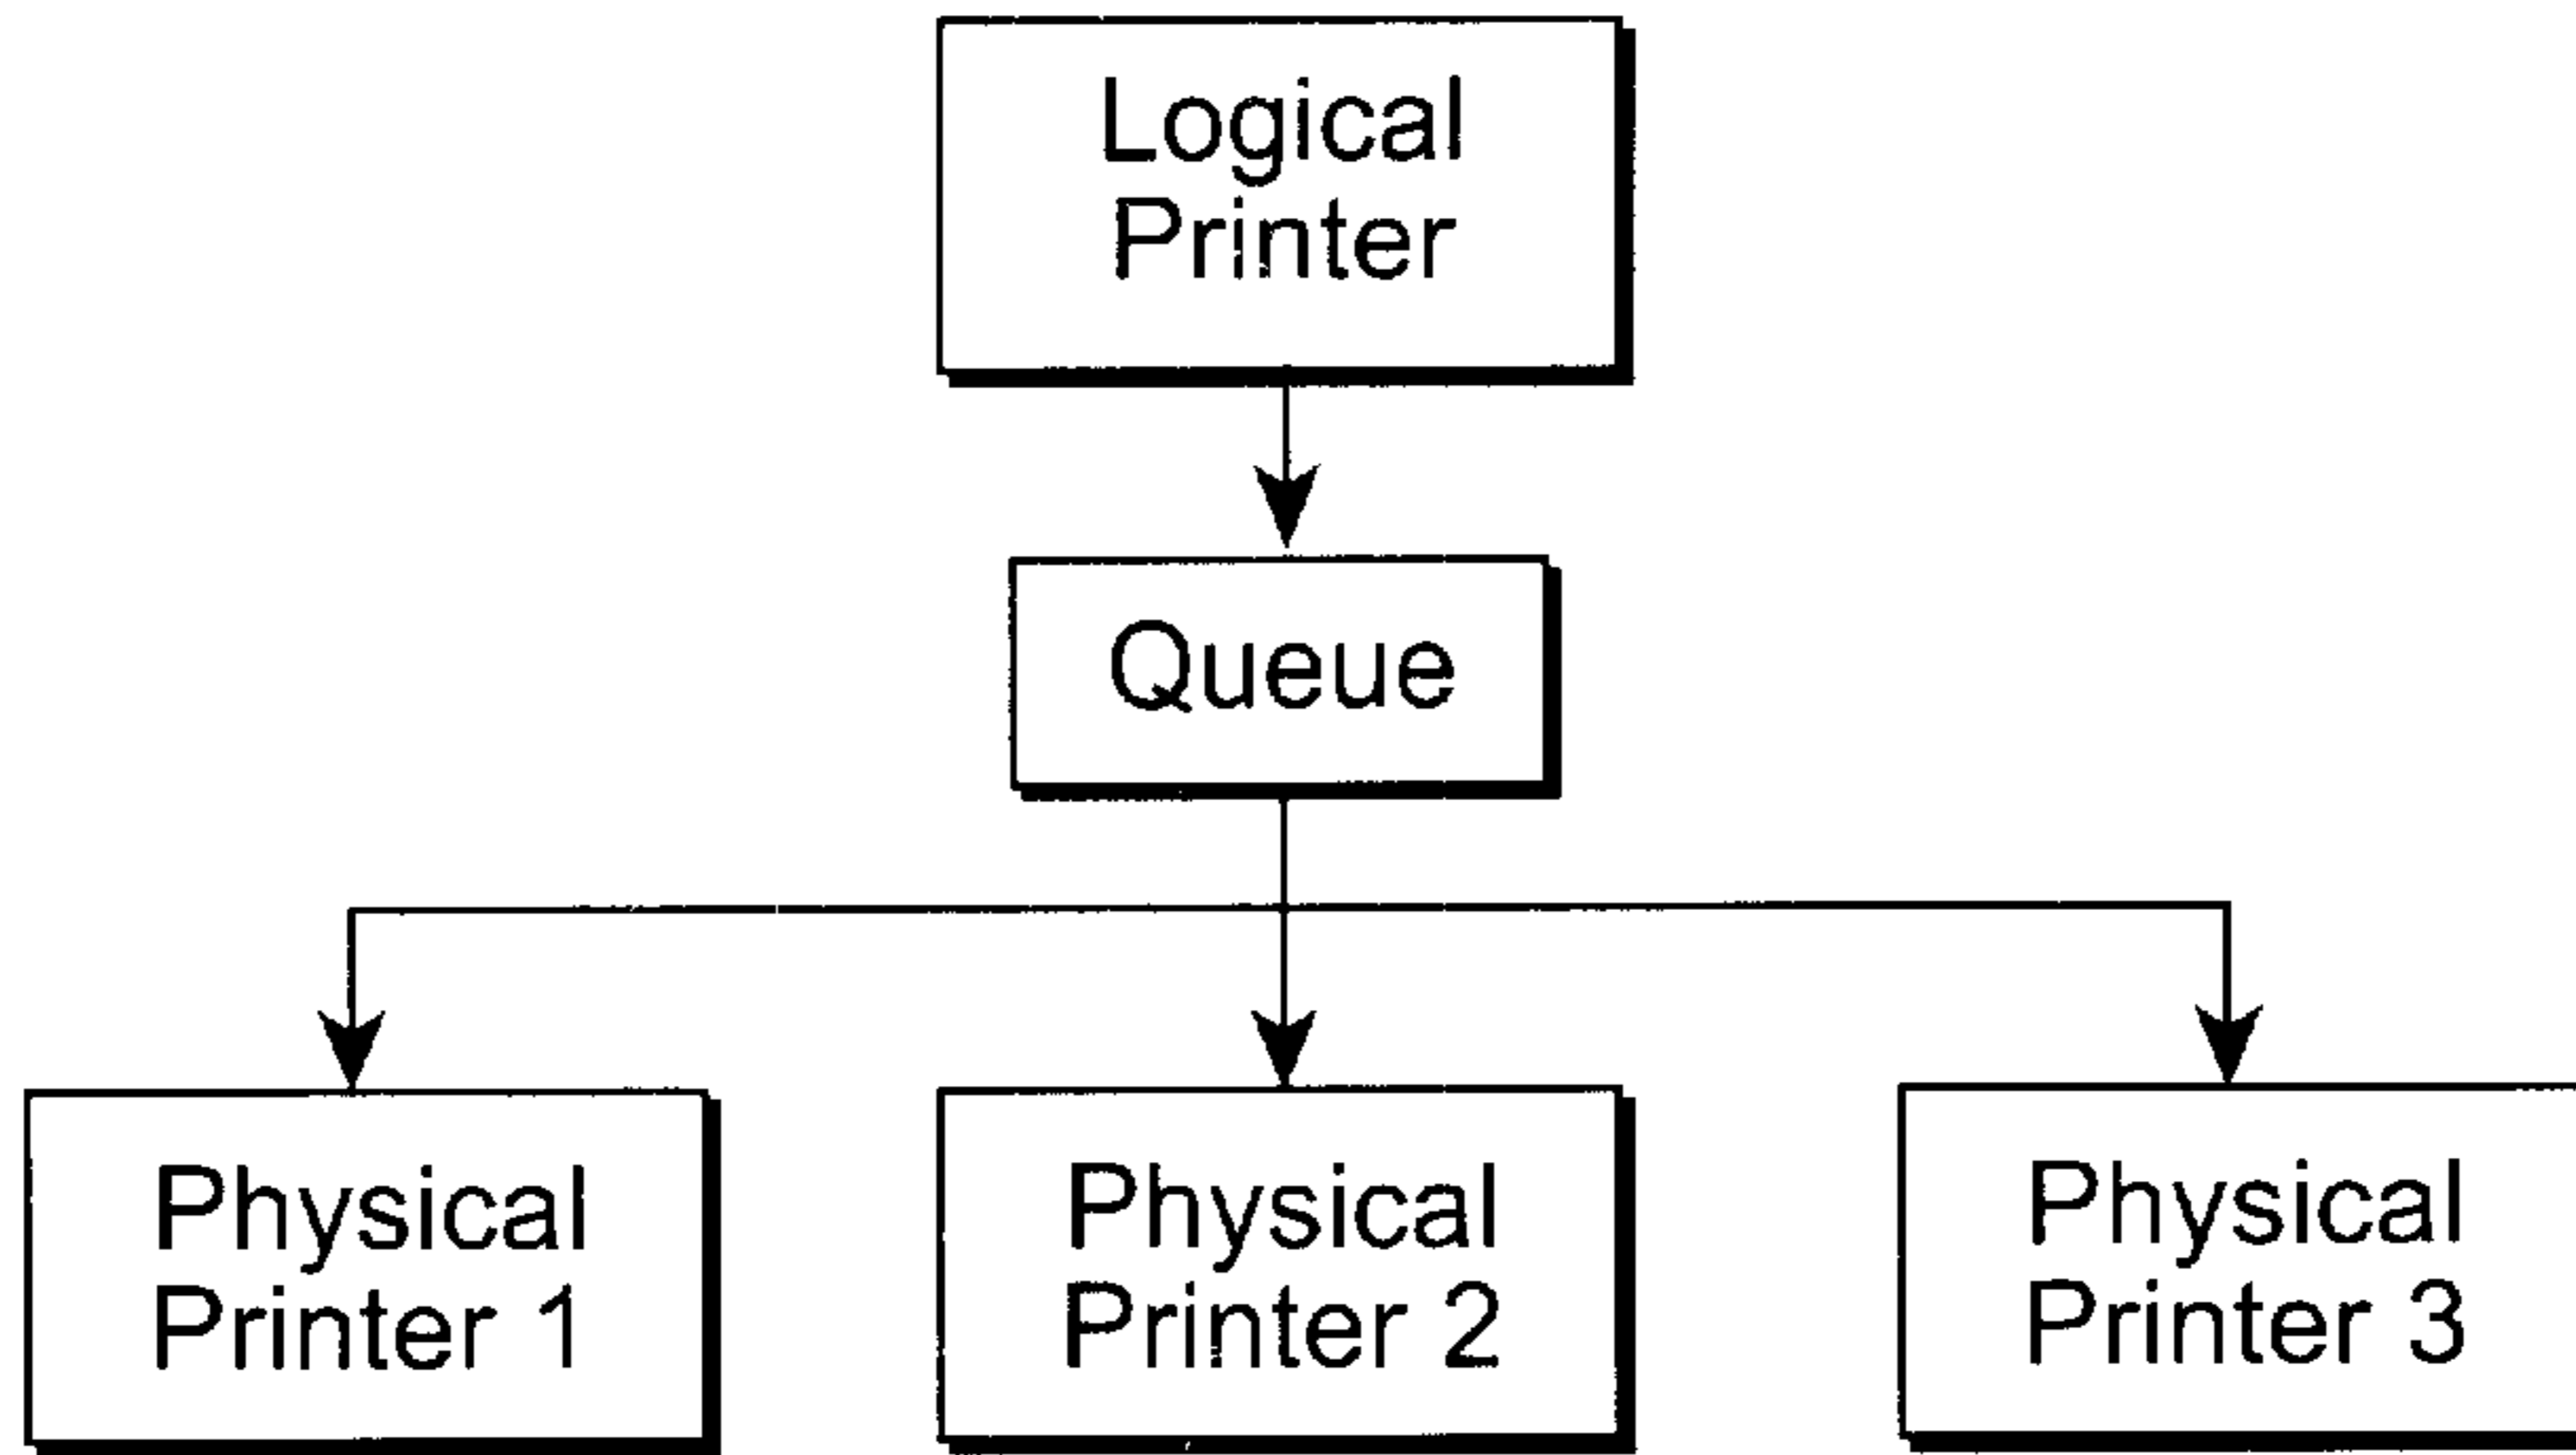 Logical
Printer
Queue
Physical
Printer 1
Physical
Printer 2
Physical
Printer 3